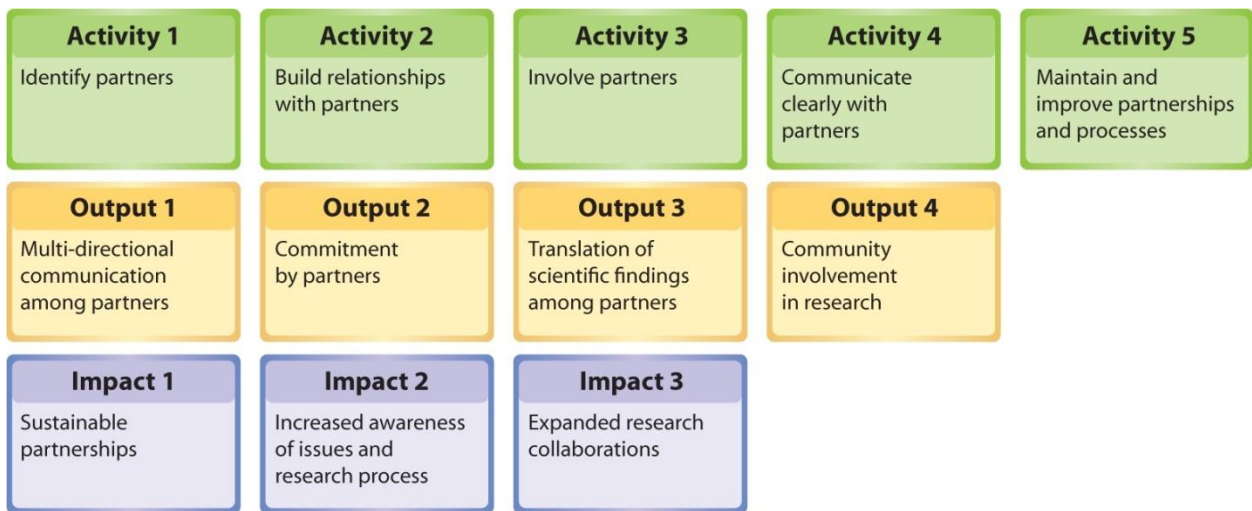 Activity 1
Identify partners
Activity 2
Build relationships
with partners
Activity 3
Involve partners
Activity 4
Communicate
clearly with
partners
Activity 5
Maintain and
improve partnerships
and processes
Output 1
Multi-directional
communication
among partners
Output 2
Commitment
by partners
Output 3
Translation of
scientific findings
among partners
Output 4
Community
involvement
in research
Impact 1
Sustainable
partnerships
Impact 2
Increased awareness
of issues and
research process
Impact 3
Expanded research
collaborations